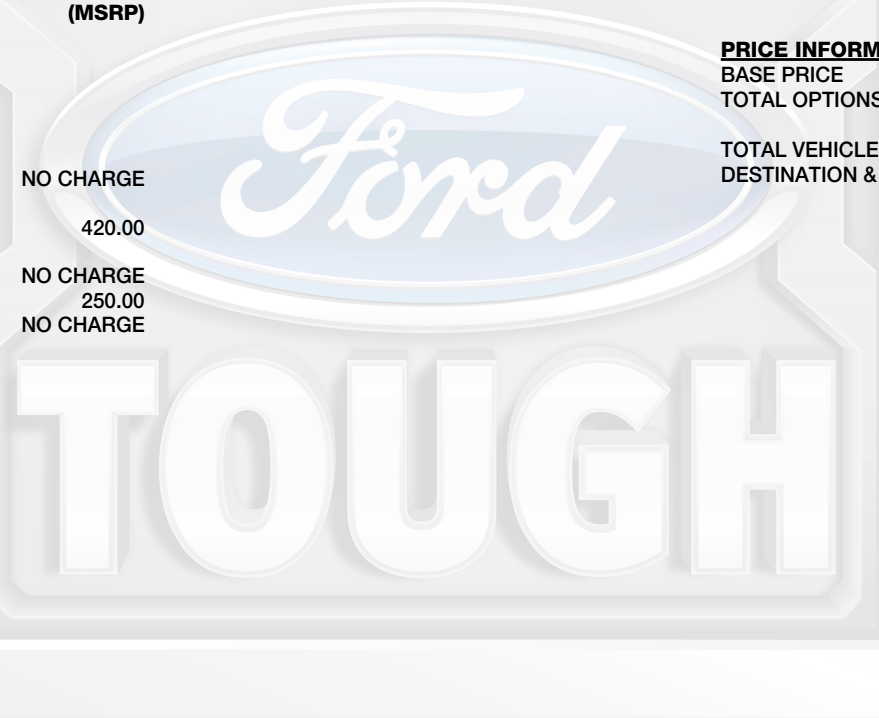 (MSRP)
NO CHARGE
420.00
NO CHARGE
250.00
NO CHARGE
PRICE INFORM
BASE PRICE
TOTAL OPTIONS
TOTAL VEHICLE
DESTINATION &
Ford
TOUGH